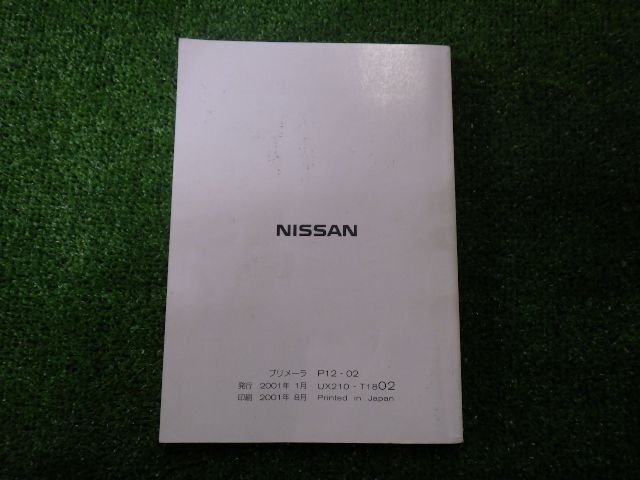 NISSAN
プリメーラ P12-02
発行 2001年 1月 UX210-T1802
印刷 2001年 8月 Printed in Japan